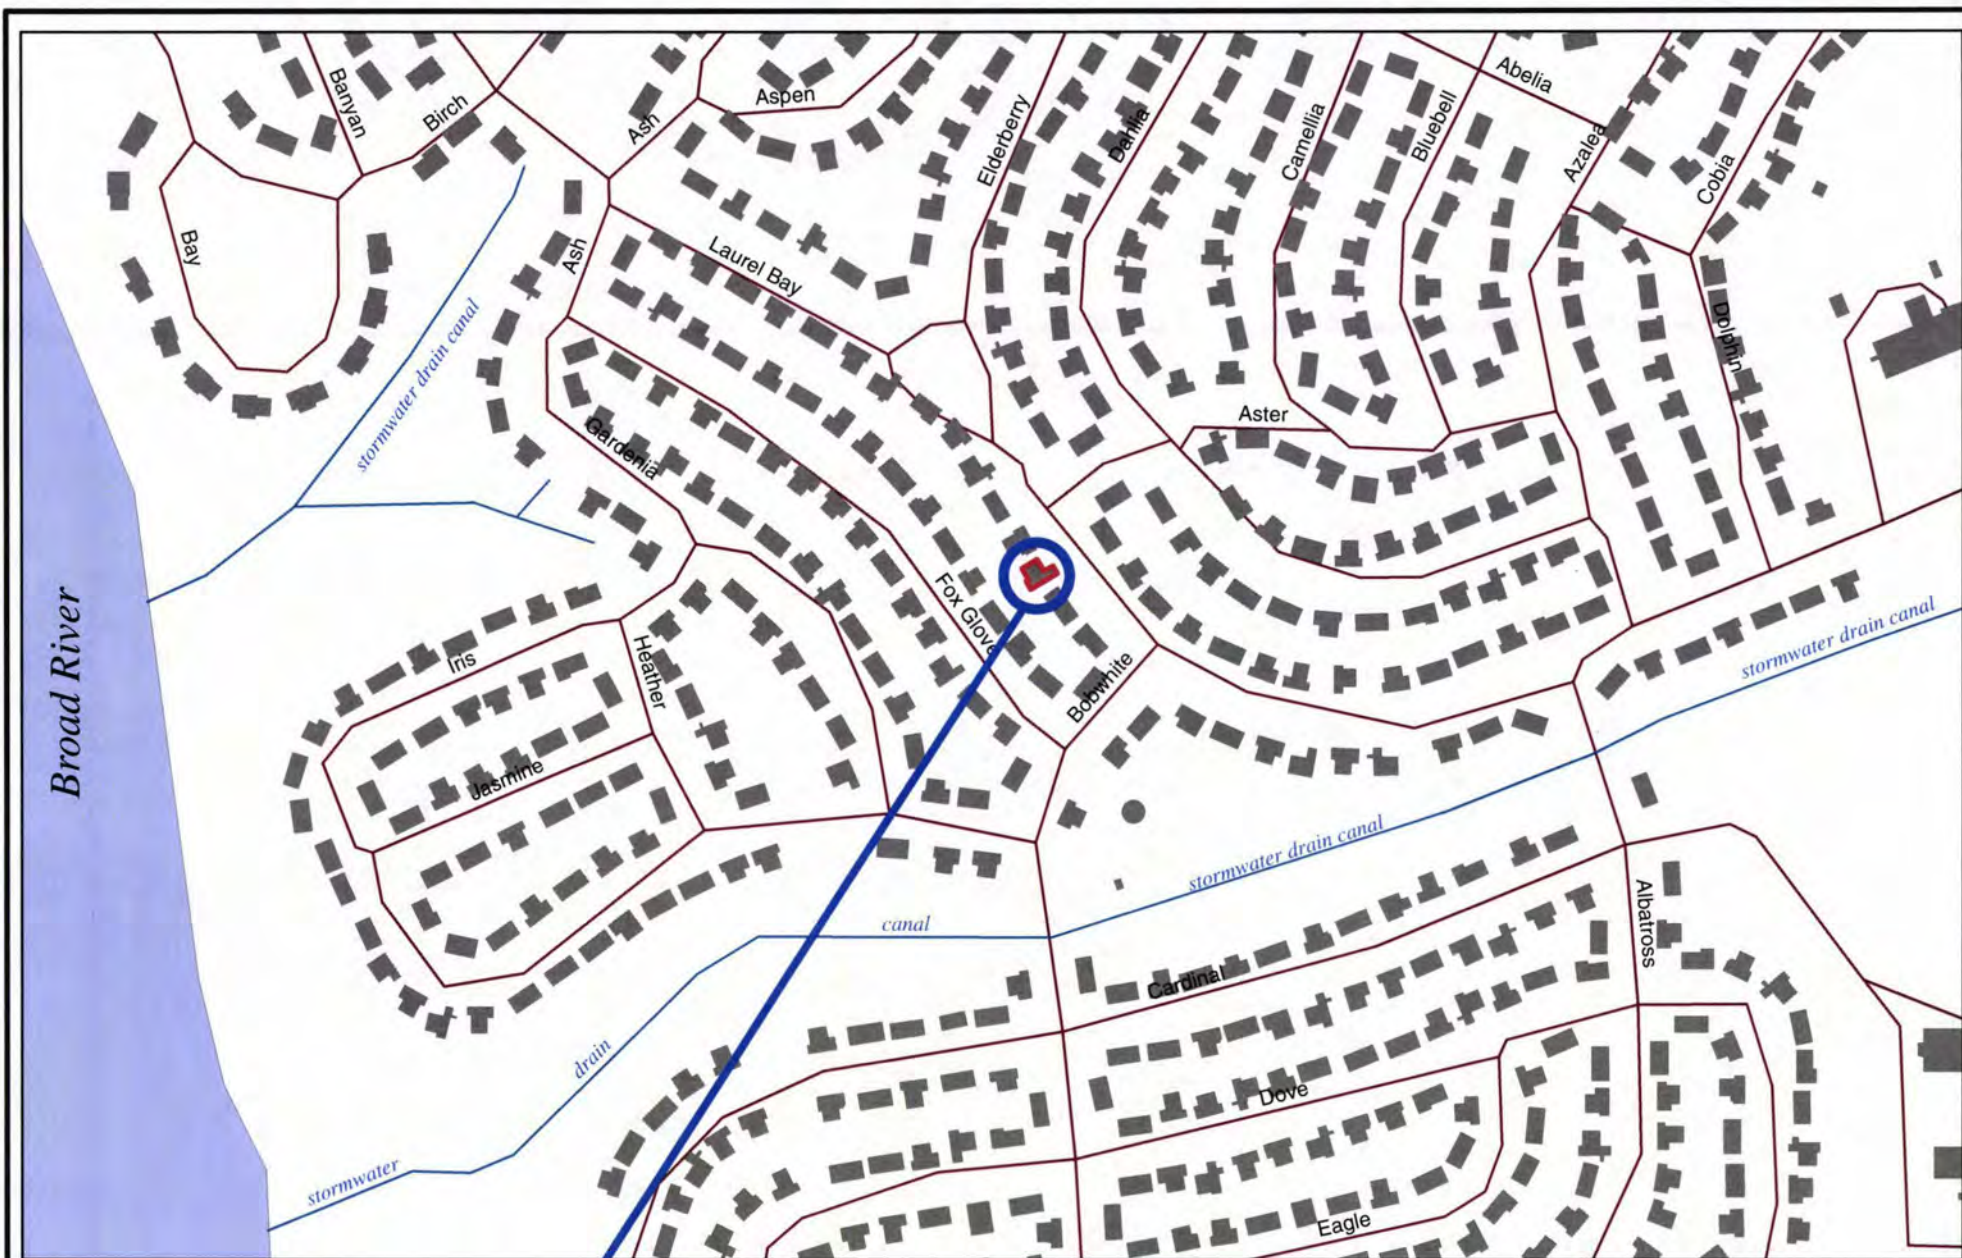 Abelia
Banyan
Aspen
Birch
Ash
Elderberry
Dahlia
Camellia
Bluebell
Azalea
Cobia
Bay
Ash
Laurel Bay
stormwater drain canal
Dolphin
Aster
Gardenia
Fox Glove
Broad River
Iris
Heather
Bobwhite
stormwater drain canal
Jasmine
stormwater drain canal
canal
Albatross
Cardinal
drain
Dove
stormwater
Eagle